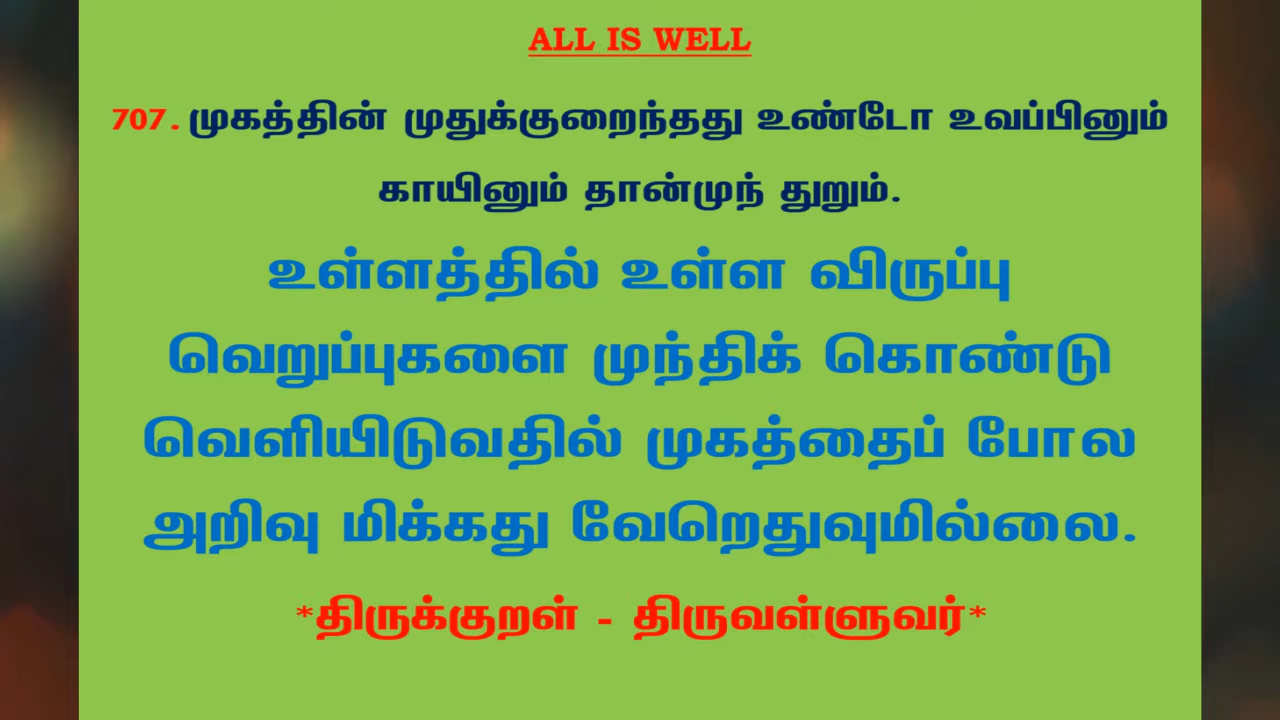 ALL IS WELL
707. முகத்தின் முதுக்குறைந்தது உண்டோ உவப்பினும்
காயினும் தான்முந் துறும்.
உள்ளத்தில் உள்ள விருப்பு
வெறுப்புகளை முந்திக் கொண்டு
வெளியிடுவதில் முகத்தைப் போல
அறிவு மிக்கது வேறெதுவுமில்லை.
*திருக்குறள் - திருவள்ளுவர்*